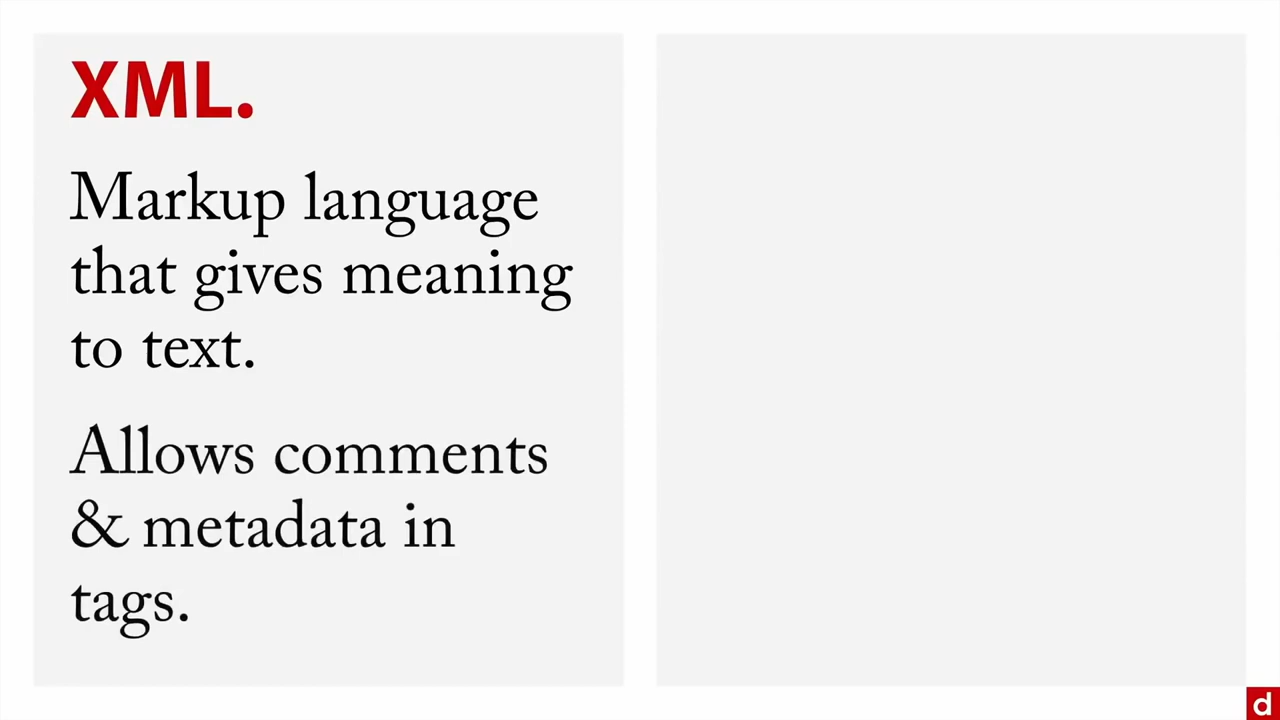 XML.
Markup language
that gives meaning
to text.
Allows comments
& metadata in
tags.
d